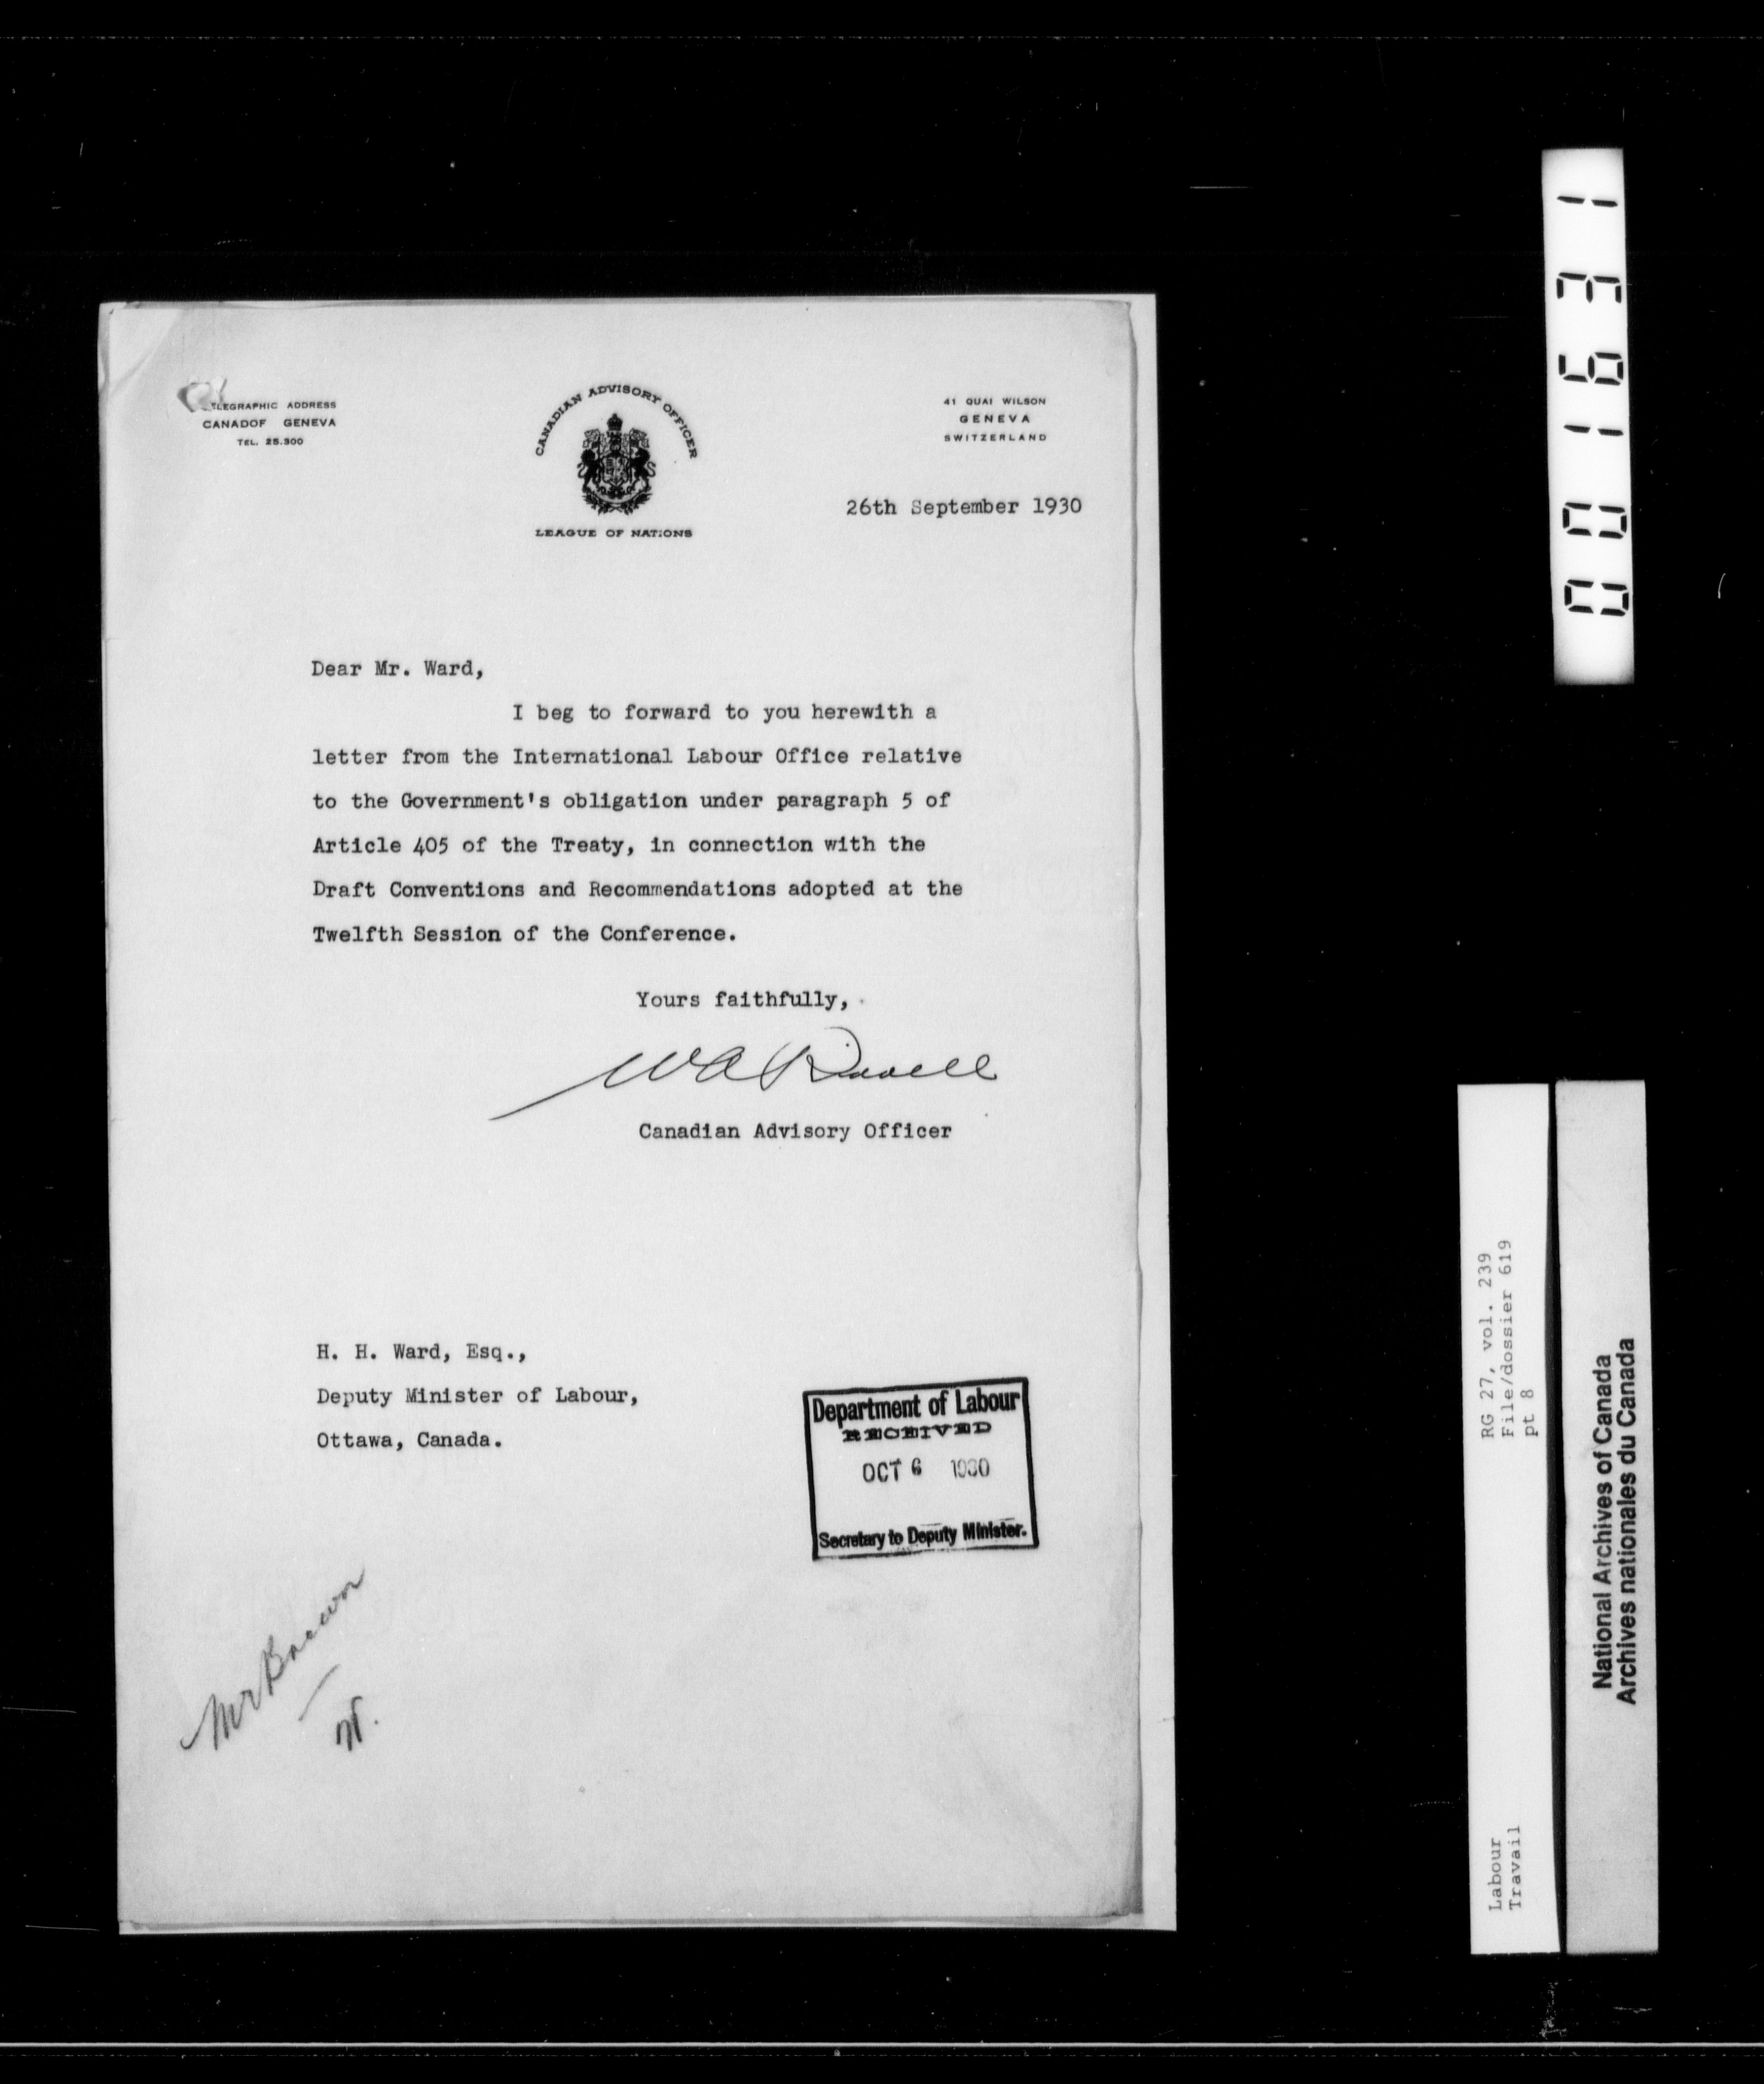 TELEGRAPHIC ADDRESS
CANADOF GENEVA
TEL. 25.300
CANADIAN ADVISORY OFFICER
LEAGUE OF NATIONS
41 QUAI WILSON
GENEVA
SWITZERLAND
26th September 1930
Dear Mr. Ward,
I beg to forward to you herewith a
letter from the International Labour Office relative
to the Government's obligation under paragraph 5 of
Article 405 of the Treaty, in connection with the
Draft Conventions and Recommendations adopted at the
Twelfth Session of the Conference.
Yours faithfully,
W A Riddell
Canadian Advisory Officer
H. H. Ward, Esq.,
Deputy Minister of Labour,
Ottawa, Canada.
Department of Labour
RECEIVED
OCT 6 1930
Secretary to Deputy Minister.
Mr Brown
001631
RG 27, vol. 239
File/dossier 619
pt 8
Labour
Travail
National Archives of Canada
Archives nationales du Canada